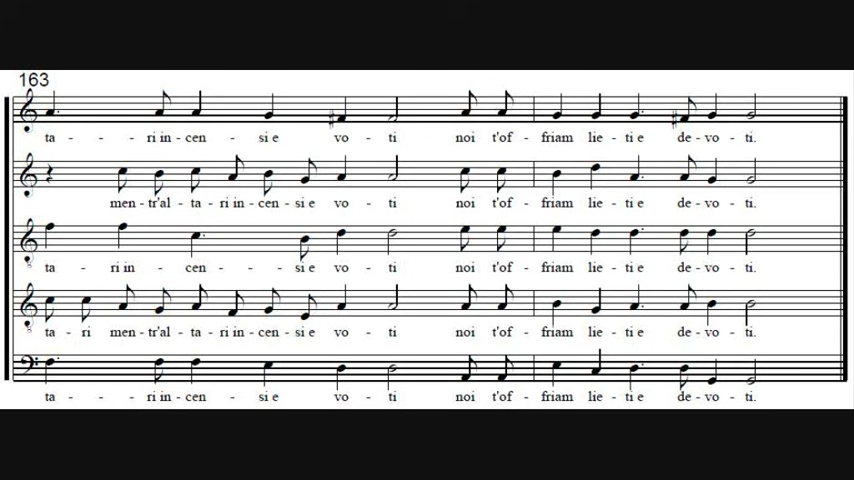 163
ta - - - ri in - cen - si e vo - ti noi t'of - friam lie - ti e de - vo - ti.
men - tr'al - ta - ri in - cen - si e vo - ti noi t'of - friam lie - ti e de - vo - ti.
ta - ri in - cen - - - si e vo - ti noi t'of - friam lie - ti e de - vo - ti.
ta - ri men - tr'al - ta - ri in - cen - si e vo - ti noi t'of - friam lie - ti e de - vo - ti.
ta - - - ri in - cen - si e vo - ti noi t'of - friam lie - ti e de - vo - ti.